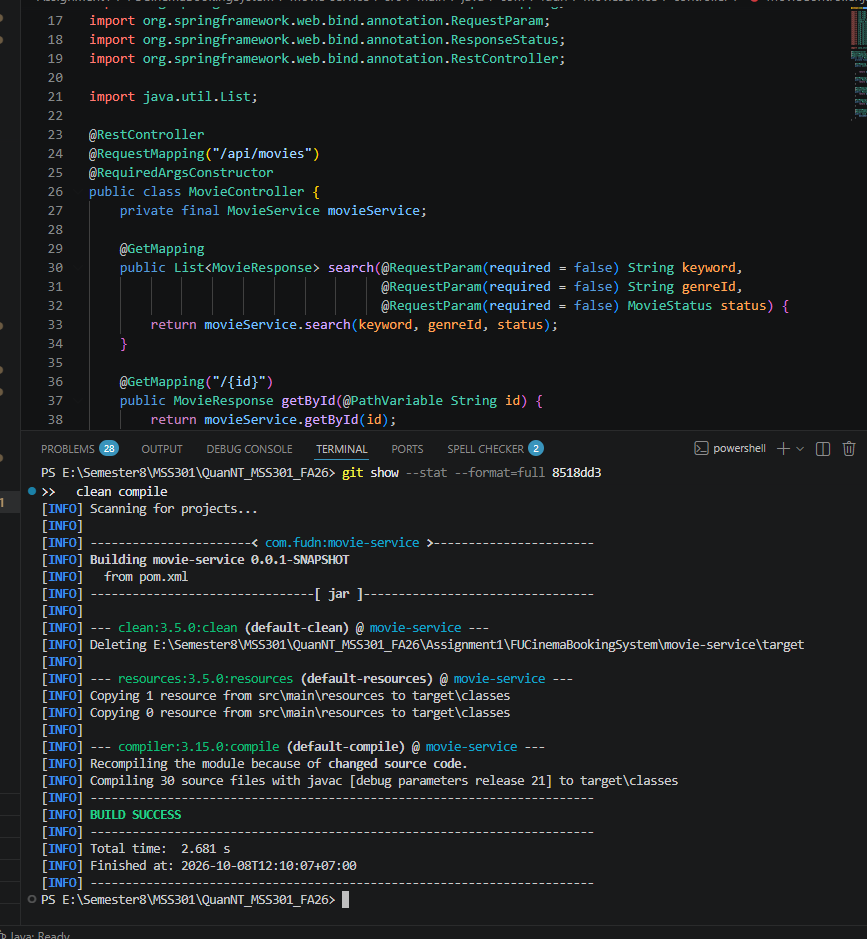 17 import org.springframework.web.bind.annotation.RequestParam;
18 import org.springframework.web.bind.annotation.ResponseStatus;
19 import org.springframework.web.bind.annotation.RestController;
20
21 import java.util.List;
22
23 @RestController
24 @RequestMapping("/api/movies")
25 @RequiredArgsConstructor
26 public class MovieController {
27 private final MovieService movieService;
28
29 @GetMapping
30 public List<MovieResponse> search(@RequestParam(required = false) String keyword,
31 @RequestParam(required = false) String genreId,
32 @RequestParam(required = false) MovieStatus status) {
33 return movieService.search(keyword, genreId, status);
34 }
35
36 @GetMapping("/{id}")
37 public MovieResponse getById(@PathVariable String id) {
38 return movieService.getById(id);
PROBLEMS 28 OUTPUT DEBUG CONSOLE TERMINAL PORTS SPELL CHECKER 2 powershell
PS E:\Semester8\MSS301\QuanNT_MSS301_FA26> git show --stat --format=full 8518dd3
>> clean compile
[INFO] Scanning for projects...
[INFO]
[INFO] -----------------------< com.fudn:movie-service >-----------------------
[INFO] Building movie-service 0.0.1-SNAPSHOT
[INFO] from pom.xml
[INFO] --------------------------------[ jar ]---------------------------------
[INFO]
[INFO] --- clean:3.5.0:clean (default-clean) @ movie-service ---
[INFO] Deleting E:\Semester8\MSS301\QuanNT_MSS301_FA26\Assignment1\FUCinemaBookingSystem\movie-service\target
[INFO]
[INFO] --- resources:3.5.0:resources (default-resources) @ movie-service ---
[INFO] Copying 1 resource from src\main\resources to target\classes
[INFO] Copying 0 resource from src\main\resources to target\classes
[INFO]
[INFO] --- compiler:3.15.0:compile (default-compile) @ movie-service ---
[INFO] Recompiling the module because of changed source code.
[INFO] Compiling 30 source files with javac [debug parameters release 21] to target\classes
[INFO] ------------------------------------------------------------------------
[INFO] BUILD SUCCESS
[INFO] ------------------------------------------------------------------------
[INFO] Total time: 2.681 s
[INFO] Finished at: 2026-10-08T12:10:07+07:00
[INFO] ------------------------------------------------------------------------
PS E:\Semester8\MSS301\QuanNT_MSS301_FA26>
1
Java: Ready